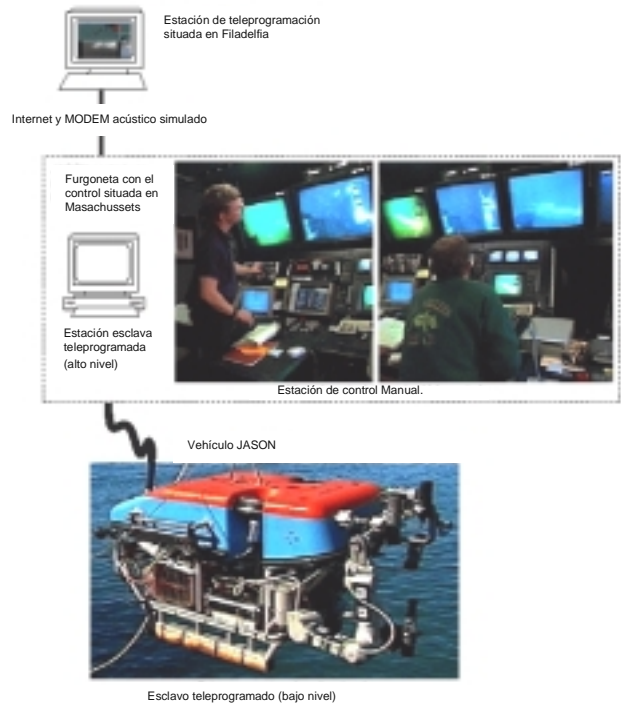 Estación de teleprogramación
situada en Filadelfia
Internet y MODEM acústico simulado
Furgoneta con el
control situada en
Masachussets
Estación esclava
teleprogramada
(alto nivel)
Estación de control Manual.
Vehículo JASON
Esclavo teleprogramado (bajo nivel)